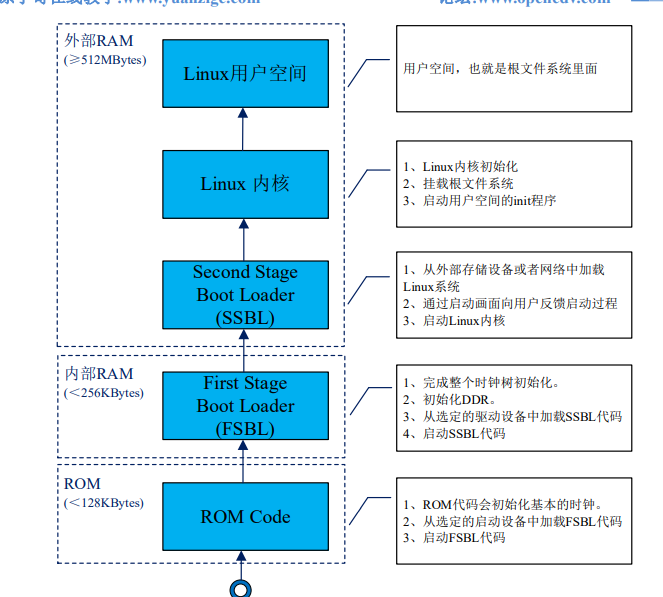 外部RAM
(≥512MBytes)
Linux用户空间
用户空间，也就是根文件系统里面
Linux 内核
1、Linux内核初始化
2、挂载根文件系统
3、启动用户空间的init程序
Second Stage
Boot Loader
(SSBL)
1、从外部存储设备或者网络中加载
Linux系统
2、通过启动画面向用户反馈启动过程
3、启动Linux内核
内部RAM
(＜256KBytes)
First Stage
Boot Loader
(FSBL)
1、完成整个时钟树初始化。
2、初始化DDR。
3、从选定的驱动设备中加载SSBL代码
4、启动SSBL代码
ROM
(＜128KBytes)
ROM Code
1、ROM代码会初始化基本的时钟。
2、从选定的启动设备中加载FSBL代码
3、启动FSBL代码